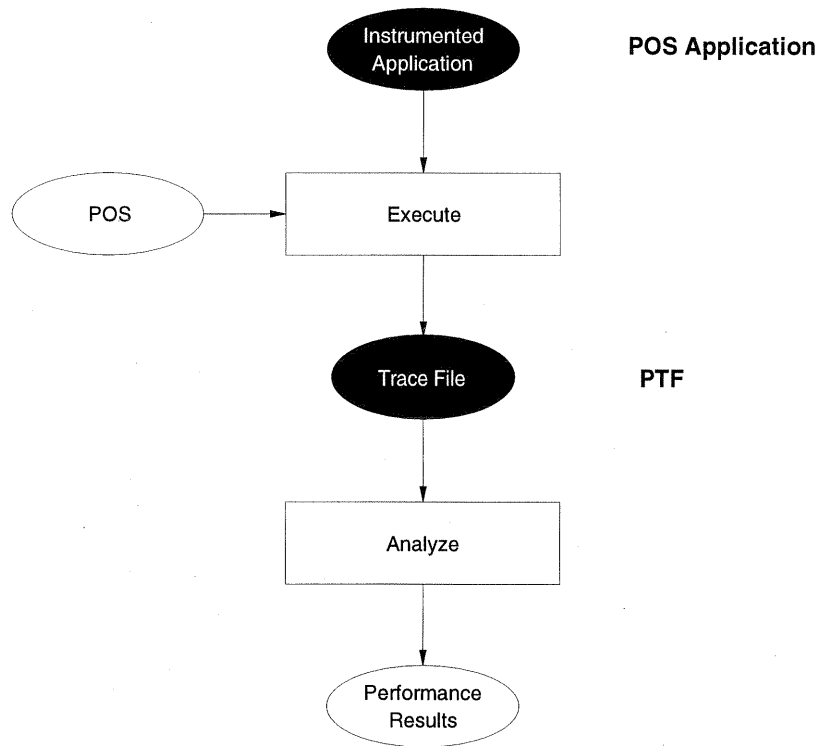 Instrumented
Application
POS Application
POS
Execute
Trace File
PTF
Analyze
Performance
Results